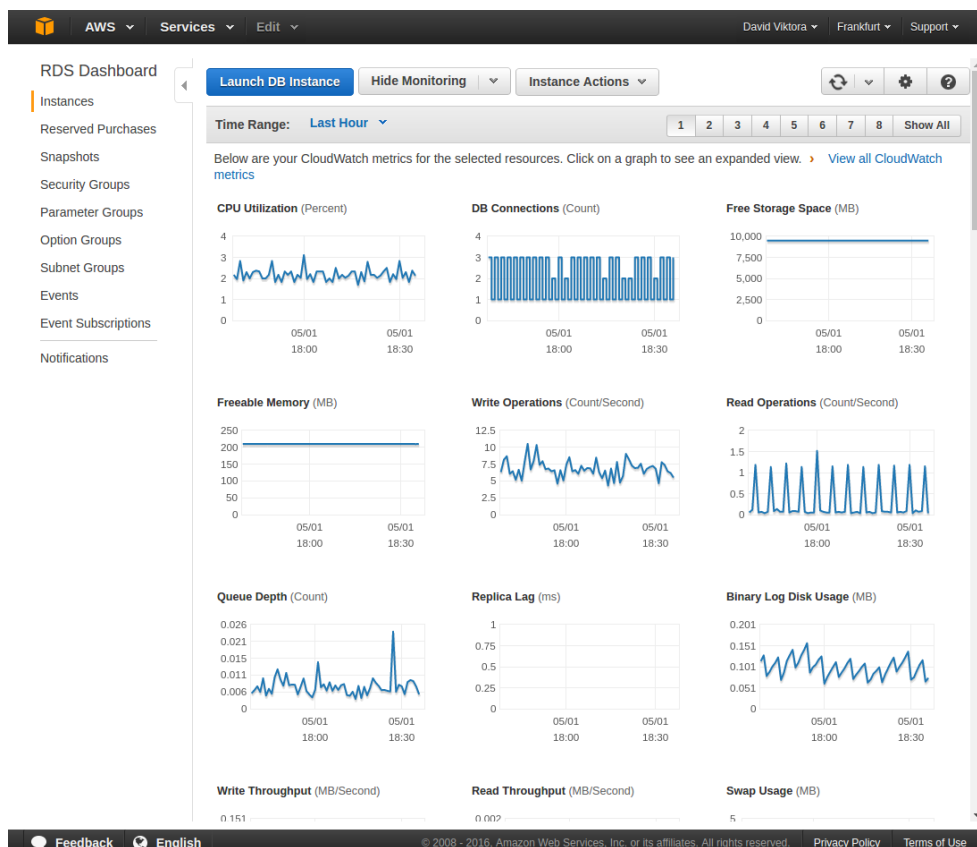 AWS Services Edit David Viktora Frankfurt Support
RDS Dashboard
Instances
Reserved Purchases
Snapshots
Security Groups
Parameter Groups
Option Groups
Subnet Groups
Events
Event Subscriptions
Notifications
Launch DB Instance Hide Monitoring Instance Actions
Time Range: Last Hour 1 2 3 4 5 6 7 8 Show All
Below are your CloudWatch metrics for the selected resources. Click on a graph to see an expanded view. › View all CloudWatch
metrics
CPU Utilization (Percent)
4
3
2
1
0
05/01 05/01
18:00 18:30
DB Connections (Count)
4
3
2
1
0
05/01 05/01
18:00 18:30
Free Storage Space (MB)
10,000
7,500
5,000
2,500
0
05/01 05/01
18:00 18:30
Freeable Memory (MB)
250
200
150
100
50
0
05/01 05/01
18:00 18:30
Write Operations (Count/Second)
12.5
10
7.5
5
2.5
0
05/01 05/01
18:00 18:30
Read Operations (Count/Second)
2
1.5
1
0.5
0
05/01 05/01
18:00 18:30
Queue Depth (Count)
0.026
0.021
0.015
0.011
0.006
0
05/01 05/01
18:00 18:30
Replica Lag (ms)
1
0.75
0.5
0.25
0
05/01 05/01
18:00 18:30
Binary Log Disk Usage (MB)
0.201
0.151
0.101
0.051
0
05/01 05/01
18:00 18:30
Write Throughput (MB/Second)
0.151
Read Throughput (MB/Second)
0.002
Swap Usage (MB)
5
Feedback English © 2008 - 2016, Amazon Web Services, Inc. or its affiliates. All rights reserved. Privacy Policy Terms of Use